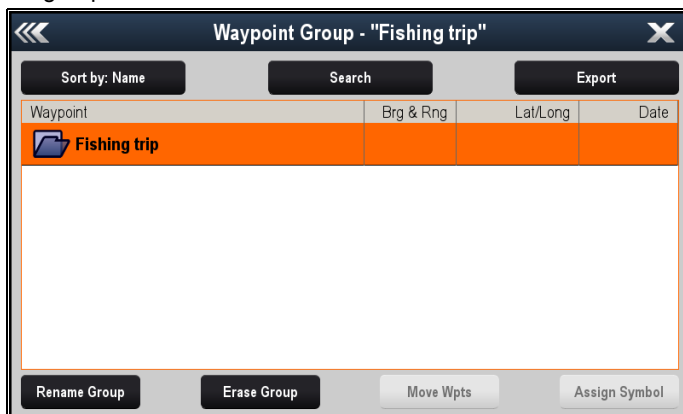 Waypoint Group - "Fishing trip"
Sort by: Name Search Export
Waypoint Brg & Rng Lat/Long Date
Fishing trip
Rename Group Erase Group Move Wpts Assign Symbol